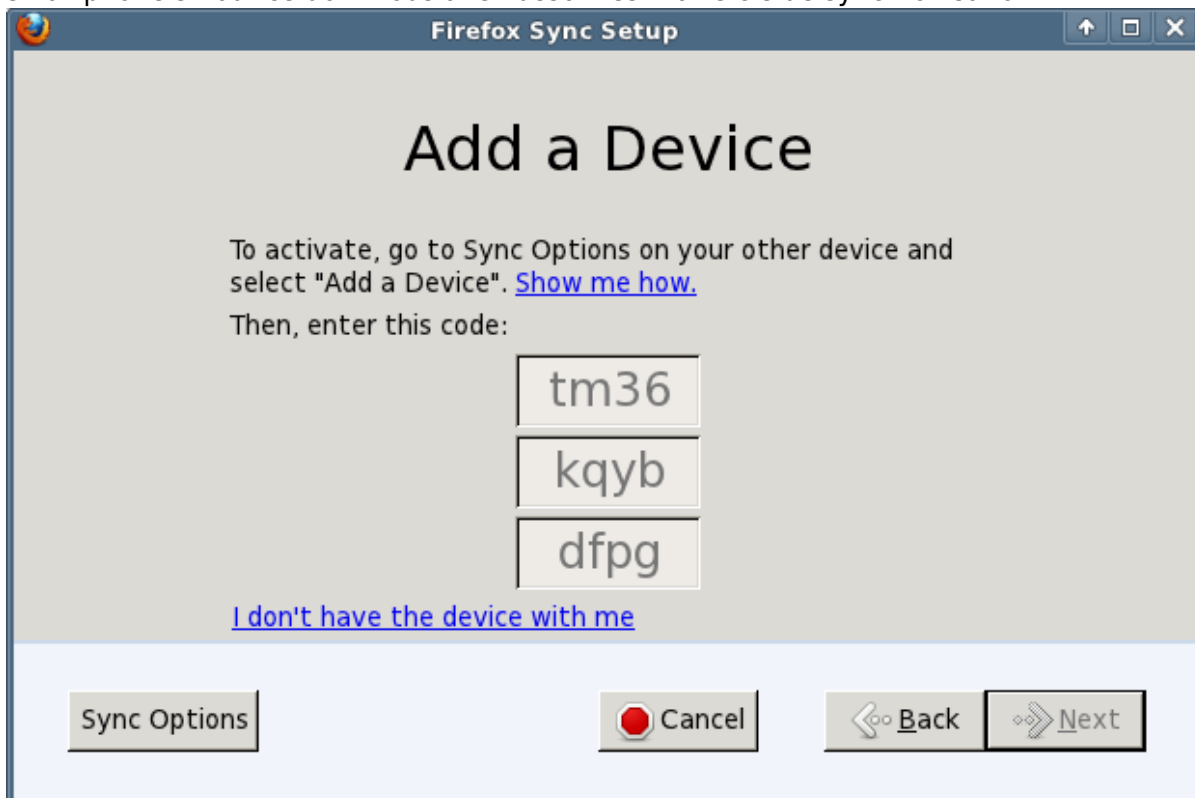 Firefox Sync Setup
Add a Device
To activate, go to Sync Options on your other device and
select "Add a Device". Show me how.
Then, enter this code:
tm36
kqyb
dfpg
I don't have the device with me
Sync Options Cancel Back Next